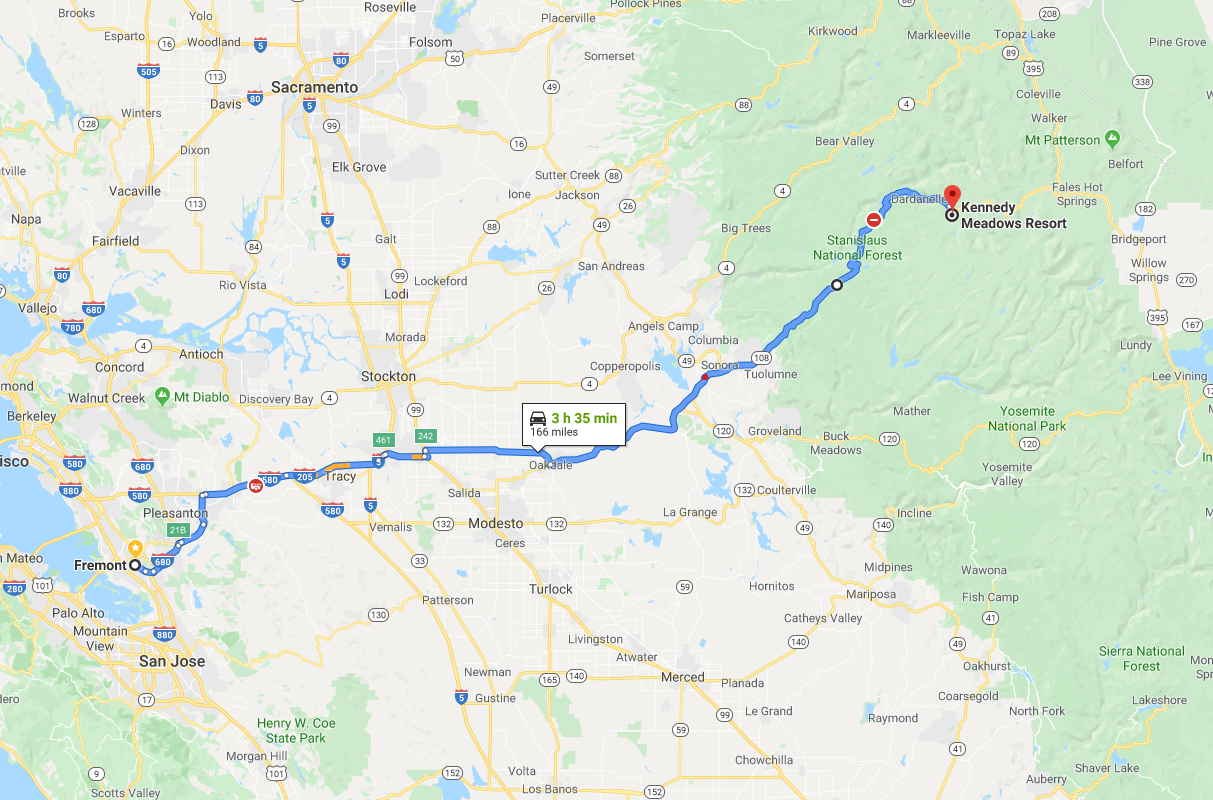 Brooks
Yolo
Roseville
Placerville
Pollock Pines
88
208
Esparto
16
Woodland
5
Folsom
50
80
Kirkwood
Markleeville
Topaz Lake
Pine Grove
Somerset
89
395
505
113
Sacramento
49
338
Davis
80
5
88
4
Coleville
Winters
99
Walker
128
16
Bear Valley
Mt Patterson
Dixon
Elk Grove
Belfort
Vacaville
Sutter Creek
88
4
Fales Hot
Springs
113
Ione
Jackson
Dardanelle
Kennedy
Meadows Resort
Napa
5
88
26
49
182
Big Trees
Fairfield
84
Galt
Stanislaus
National Forest
Bridgeport
5
San Andreas
4
Willow
Springs
80
99
Lockeford
270
Rio Vista
Lodi
26
Vallejo
680
780
Angels Camp
395
167
Morada
Columbia
4
Antioch
49
108
Lundy
Concord
Copperopolis
Sonora
Tuolumne
Stockton
4
Lee Vining
Walnut Creek
Mt Diablo
Discovery Bay
4
99
3 h 35 min
166 miles
Mather
Yosemite
National Park
Berkeley
120
Groveland
120
461
242
Buck
Meadows
580
680
5
Oakdale
Yosemite
Valley
880
580
580
205
Tracy
Salida
132
Coulterville
Pleasanton
580
5
La Grange
Incline
21B
Vernalis
132
Modesto
132
49
140
Ceres
Fremont
680
33
Midpines
Wawona
280
101
Turlock
59
Hornitos
Mariposa
Fish Camp
Palo Alto
Patterson
130
Catheys Valley
41
Mountain
View
880
Livingston
140
49
Sierra National
Forest
San Jose
Atwater
Oakhurst
Newman
165
140
Merced
Planada
17
5
Gustine
Coarsegold
99
Le Grand
North Fork
Lakeshore
Henry W. Coe
State Park
59
Raymond
Morgan Hill
41
9
101
152
Volta
Chowchilla
Shaver Lake
Scotts Valley
Los Banos
152
Auberry